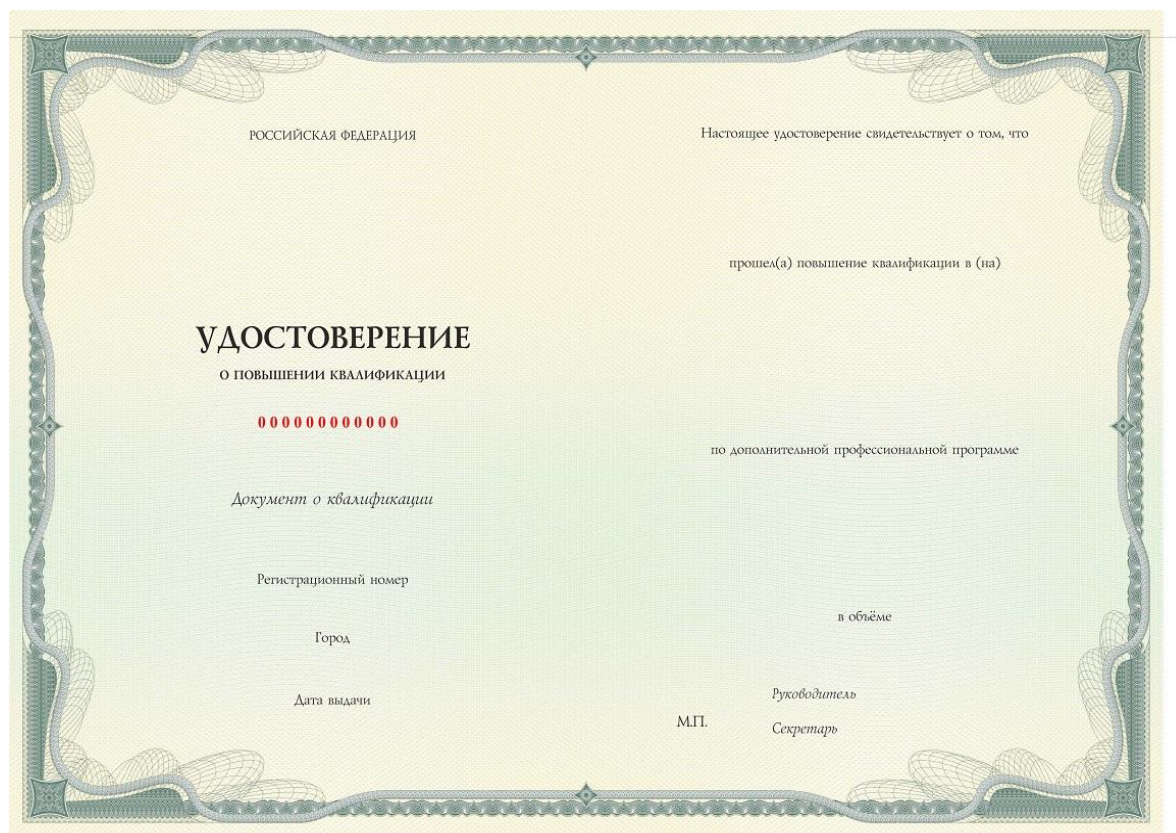 РОССИЙСКАЯ ФЕДЕРАЦИЯ
УДОСТОВЕРЕНИЕ
О ПОВЫШЕНИИ КВАЛИФИКАЦИИ
000000000000
Документ о квалификации
Регистрационный номер
Город
Дата выдачи
Настоящее удостоверение свидетельствует о том, что
прошел(а) повышение квалификации в (на)
по дополнительной профессиональной программе
в объёме
Руководитель
М.П.
Секретарь